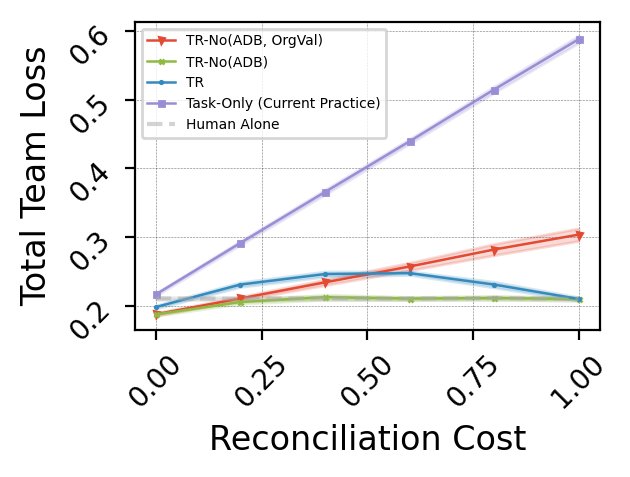 Total Team Loss
0.6
0.5
0.4
0.3
0.2
TR-No(ADB, OrgVal)
TR-No(ADB)
TR
Task-Only (Current Practice)
Human Alone
0.00
0.25
0.50
0.75
1.00
Reconciliation Cost